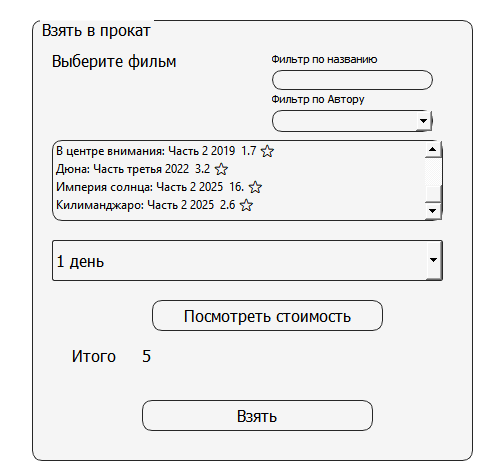 Взять в прокат
Выберите фильм
Фильтр по названию
Фильтр по Автору
В центре внимания: Часть 2 2019 1.7 ☆
Дюна: Часть третья 2022 3.2 ☆
Империя солнца: Часть 2 2025 16. ☆
Килиманджаро: Часть 2 2025 2.6 ☆
1 день
Посмотреть стоимость
Итого 5
Взять